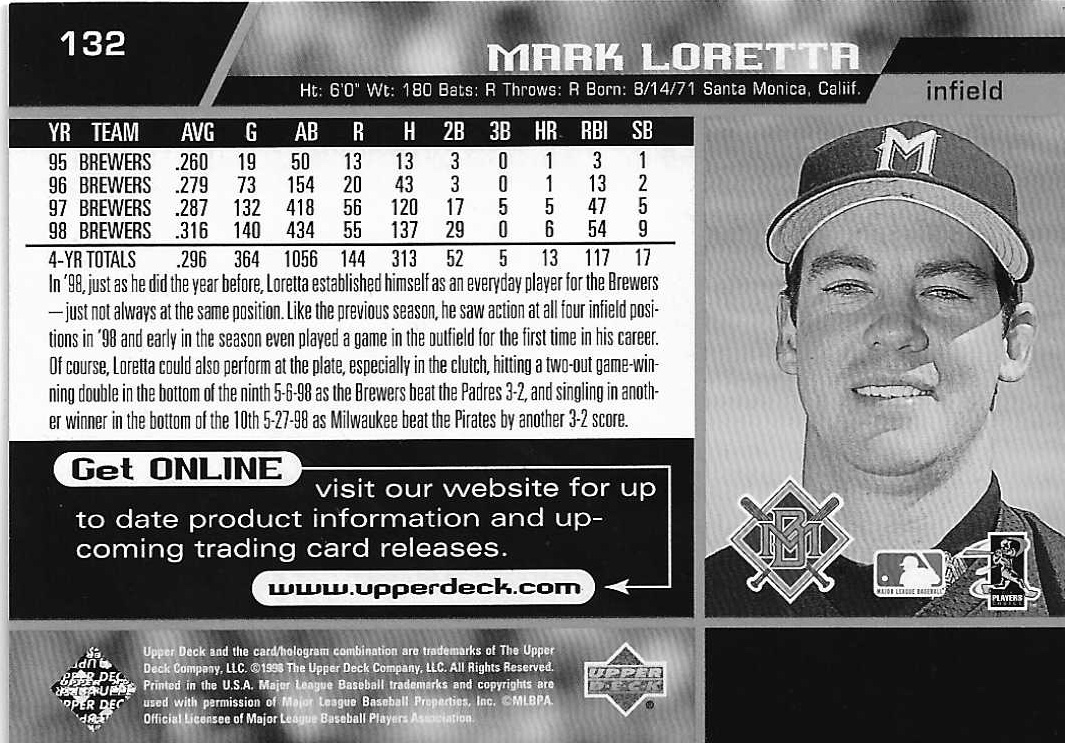 132
MARK LORETTA
Ht: 6'0" Wt: 180 Bats: R Throws: R Born: 8/14/71 Santa Monica, Caliif.
infield
YR TEAM AVG G AB R H 2B 3B HR RBI SB
95 BREWERS .260 19 50 13 13 3 0 1 3 1
96 BREWERS .279 73 154 20 43 3 0 1 13 2
97 BREWERS .287 132 418 56 120 17 5 5 47 5
98 BREWERS .316 140 434 55 137 29 0 6 54 9
4-YR TOTALS .296 364 1056 144 313 52 5 13 117 17
In '98, just as he did the year before, Loretta established himself as an everyday player for the Brewers
—just not always at the same position. Like the previous season, he saw action at all four infield posi-
tions in '98 and early in the season even played a game in the outfield for the first time in his career.
Of course, Loretta could also perform at the plate, especially in the clutch, hitting a two-out game-win-
ning double in the bottom of the ninth 5-6-98 as the Brewers beat the Padres 3-2, and singling in anoth-
er winner in the bottom of the 10th 5-27-98 as Milwaukee beat the Pirates by another 3-2 score.
Get ONLINE
visit our website for up
to date product information and up-
coming trading card releases.
www.upperdeck.com
M
BM
MAJOR LEAGUE BASEBALL
PLAYERS
CHOICE
Upper Deck and the card/hologram combination are trademarks of The Upper
Deck Company, LLC. ©1998 The Upper Deck Company, LLC. All Rights Reserved.
Printed in the U.S.A. Major League Baseball trademarks and copyrights are
used with permission of Major League Baseball Properties, Inc. ©MLBPA.
Official Licensee of Major League Baseball Players Association.
UPPER
DECK
®